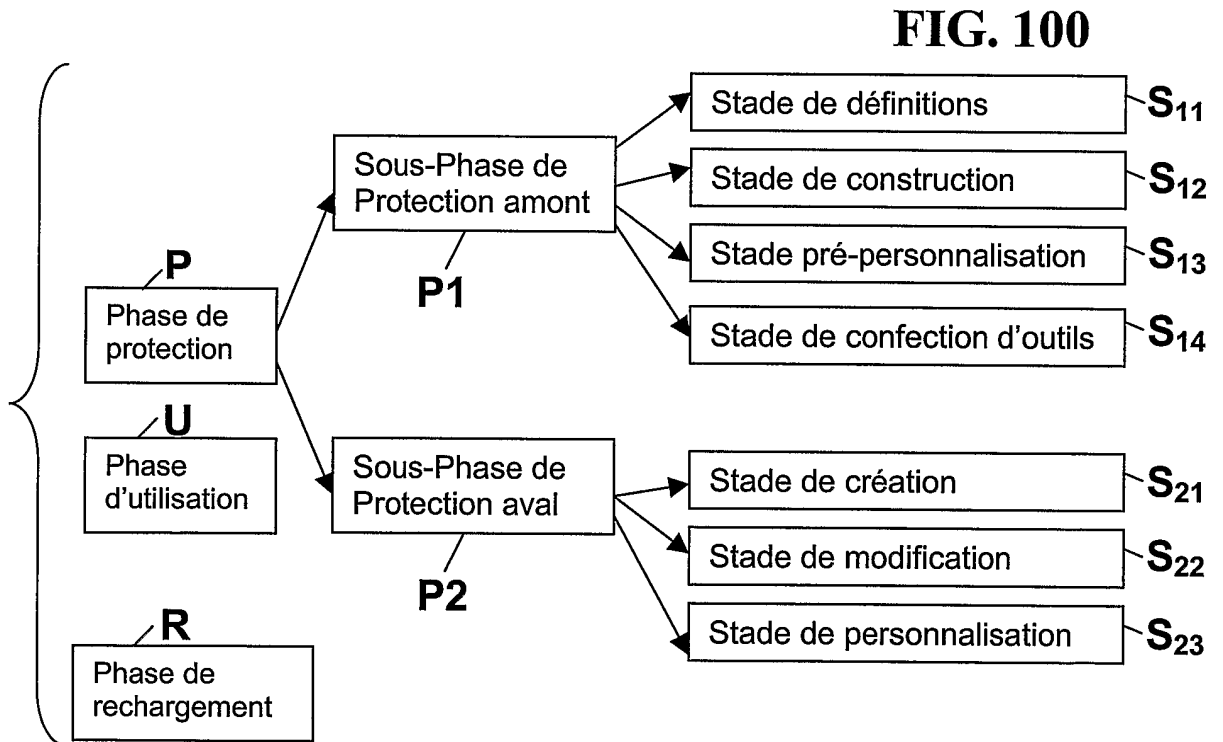 FIG. 100
P
Phase de
protection
U
Phase
d'utilisation
R
Phase de
rechargement
Sous-Phase de
Protection amont
P1
Sous-Phase de
Protection aval
P2
Stade de définitions
S11
Stade de construction
S12
Stade pré-personnalisation
S13
Stade de confection d'outils
S14
Stade de création
S21
Stade de modification
S22
Stade de personnalisation
S23